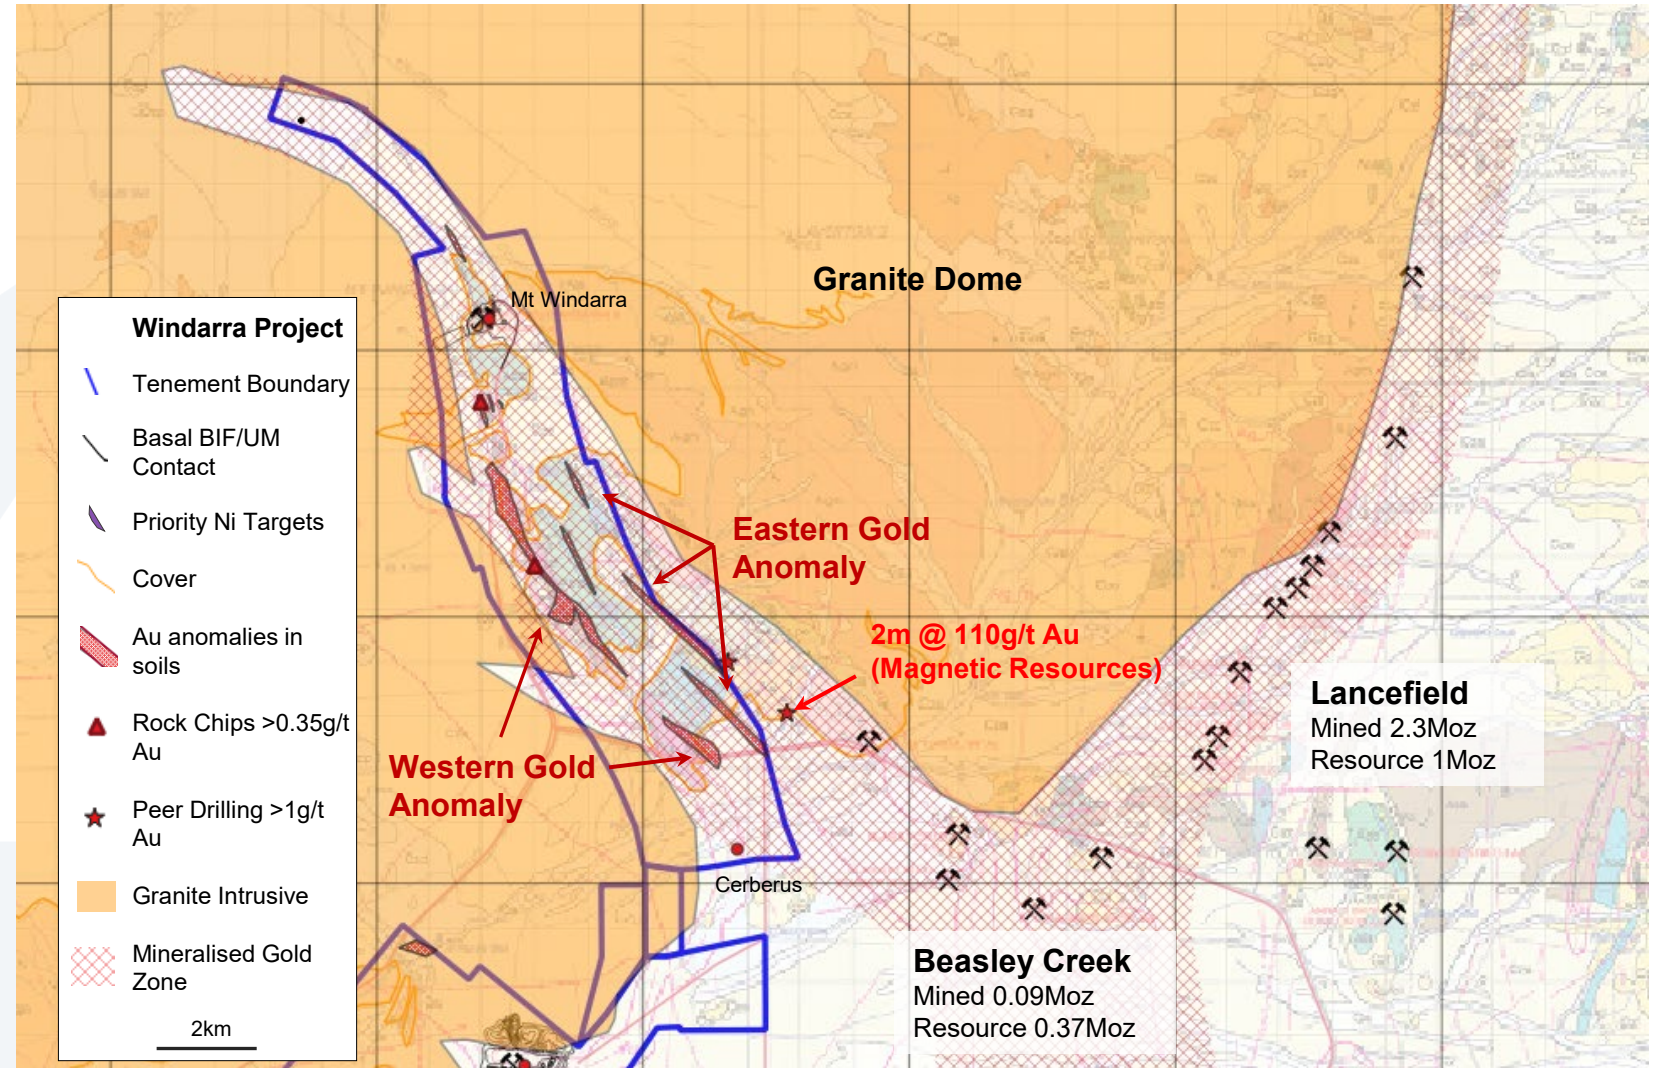 Granite Dome
Mt Windarra
Windarra Project
Tenement Boundary
Basal BIF/UM
Contact
Priority Ni Targets
Cover
Au anomalies in
soils
Rock Chips >0.35g/t
Au
Peer Drilling >1g/t
Au
Granite Intrusive
Mineralised Gold
Zone
2km
Eastern Gold
Anomaly
2m @ 110g/t Au
(Magnetic Resources)
Western Gold
Anomaly
Lancefield
Mined 2.3Moz
Resource 1Moz
Cerberus
Beasley Creek
Mined 0.09Moz
Resource 0.37Moz